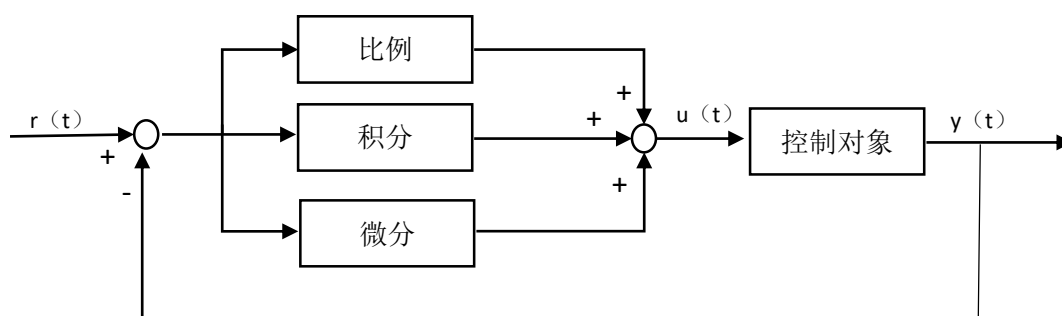 比例
+
r（t）
+
积分
+
u（t）
控制对象
y（t）
+
-
+
微分